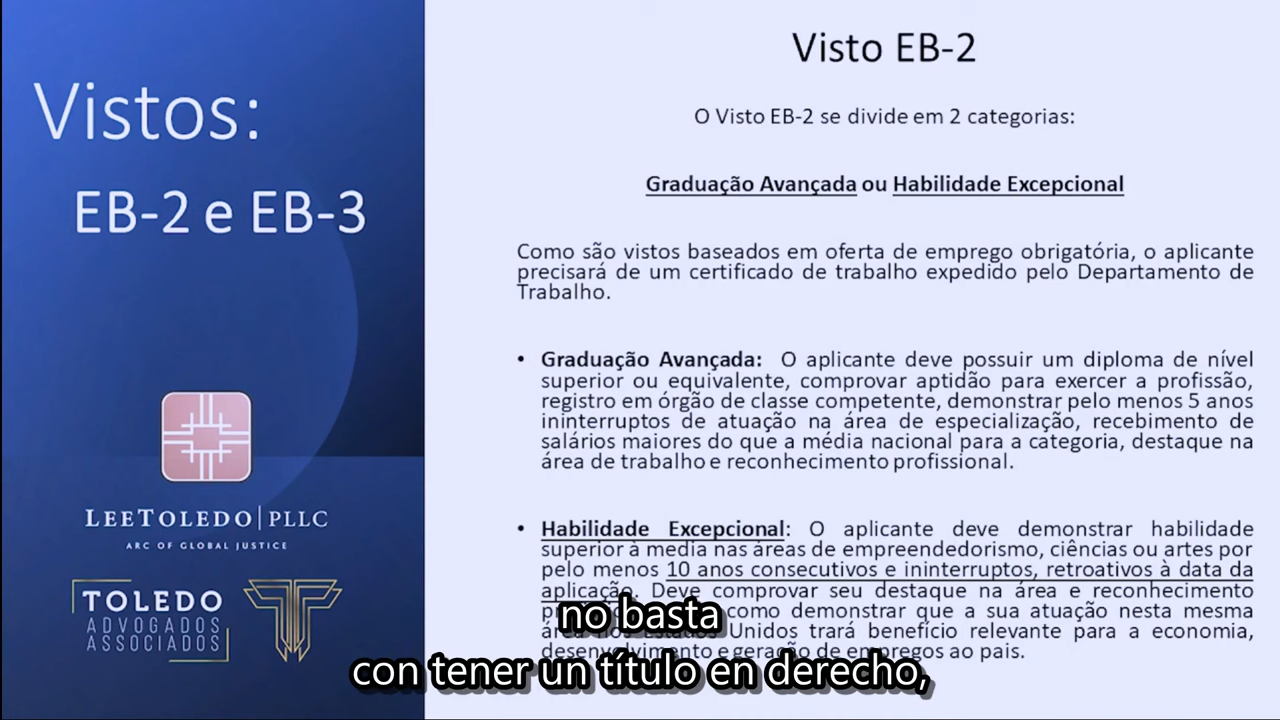 Vistos:
EB-2 e EB-3
LEETOLEDO|PLLC
ARC OF GLOBAL JUSTICE
TOLEDO
ADVOGADOS
ASSOCIADOS
Visto EB-2
O Visto EB-2 se divide em 2 categorias:
Graduação Avançada ou Habilidade Excepcional
Como são vistos baseados em oferta de emprego obrigatória, o aplicante
precisará de um certificado de trabalho expedido pelo Departamento de
Trabalho.
• Graduação Avançada: O aplicante deve possuir um diploma de nível
superior ou equivalente, comprovar aptidão para exercer a profissão,
registro em órgão de classe competente, demonstrar pelo menos 5 anos
ininterruptos de atuação na área de especialização, recebimento de
salários maiores do que a média nacional para a categoria, destaque na
área de trabalho e reconhecimento profissional.
• Habilidade Excepcional: O aplicante deve demonstrar habilidade
superior à media nas áreas de empreendedorismo, ciências ou artes por
pelo menos 10 anos consecutivos e ininterruptos, retroativos à data da
aplicação. Deve comprovar seu destaque na área e reconhecimento
como demonstrar que a sua atuação nesta mesma
Unidos trará benefício relevante para a economia,
desenvolvimento e geração de empregos ao pais.
no basta
con tener un título en derecho,